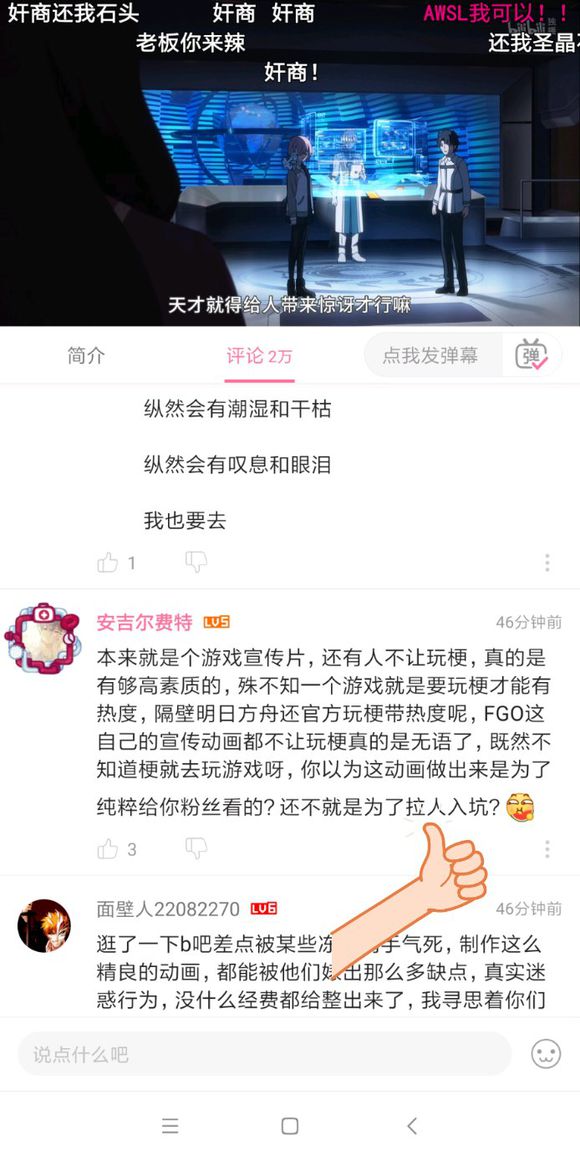 奸商还我石头
奸商
奸商
AWSL我可以!!
bilibili
老板你来辣
还我圣晶
奸商!
天才就得给人带来惊讶才行嘛
简介
评论 2万
点我发弹幕
弹
纵然会有潮湿和干枯
纵然会有叹息和眼泪
我也要去
1
安吉尔费特 LV5
46分钟前
本来就是个游戏宣传片,还有人不让玩梗,真的是
有够高素质的,殊不知一个游戏就是要玩梗才能有
热度,隔壁明日方舟还官方玩梗带热度呢,FGO这
自己的宣传动画都不让玩梗真的是无语了,既然不
知道梗就去玩游戏呀,你以为这动画做出来是为了
纯粹给你粉丝看的?还不就是为了拉人入坑?
3
面壁人22082270 LV6
46分钟前
逛了一下b吧差点被某些冻手气死,制作这么
精良的动画,都能被他们嫌出那么多缺点,真实迷
惑行为,没什么经费都给整出来了,我寻思着你们
说点什么吧